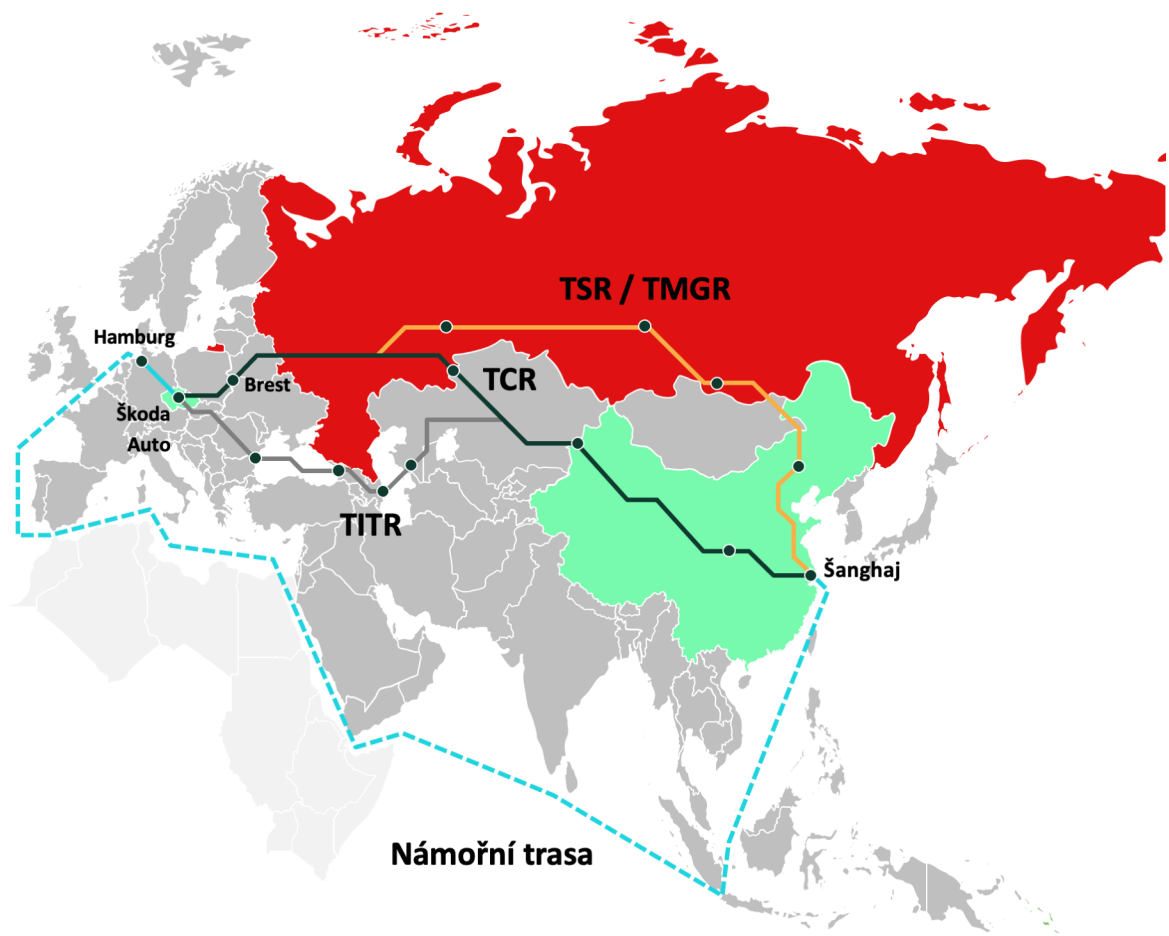 TSR / TMGR
Hamburg
TCR
Brest
Škoda
Auto
TITR
Šanghaj
Námořní trasa